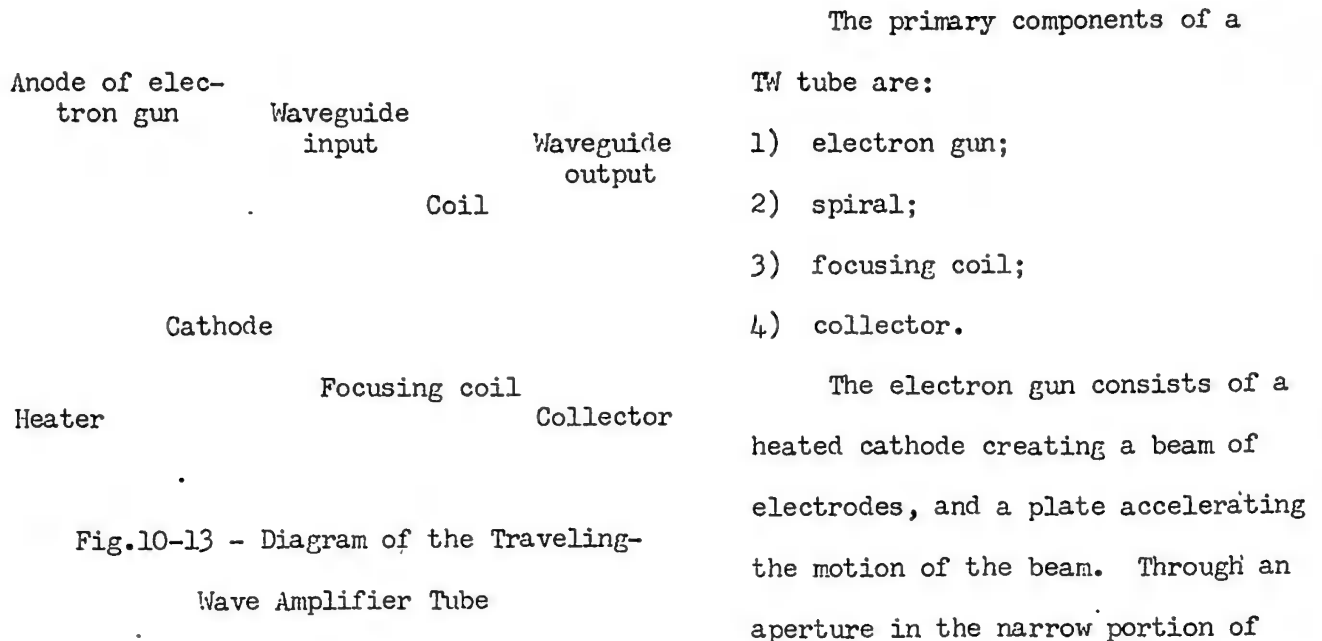 Anode of elec-
tron gun
Waveguide
input
Waveguide
output
Coil
Cathode
Focusing coil
Heater
Collector
Fig.10-13 - Diagram of the Traveling-
Wave Amplifier Tube
The primary components of a
TW tube are:
1) electron gun;
2) spiral;
3) focusing coil;
4) collector.
The electron gun consists of a
heated cathode creating a beam of
electrodes, and a plate accelerating
the motion of the beam. Through an
aperture in the narrow portion of